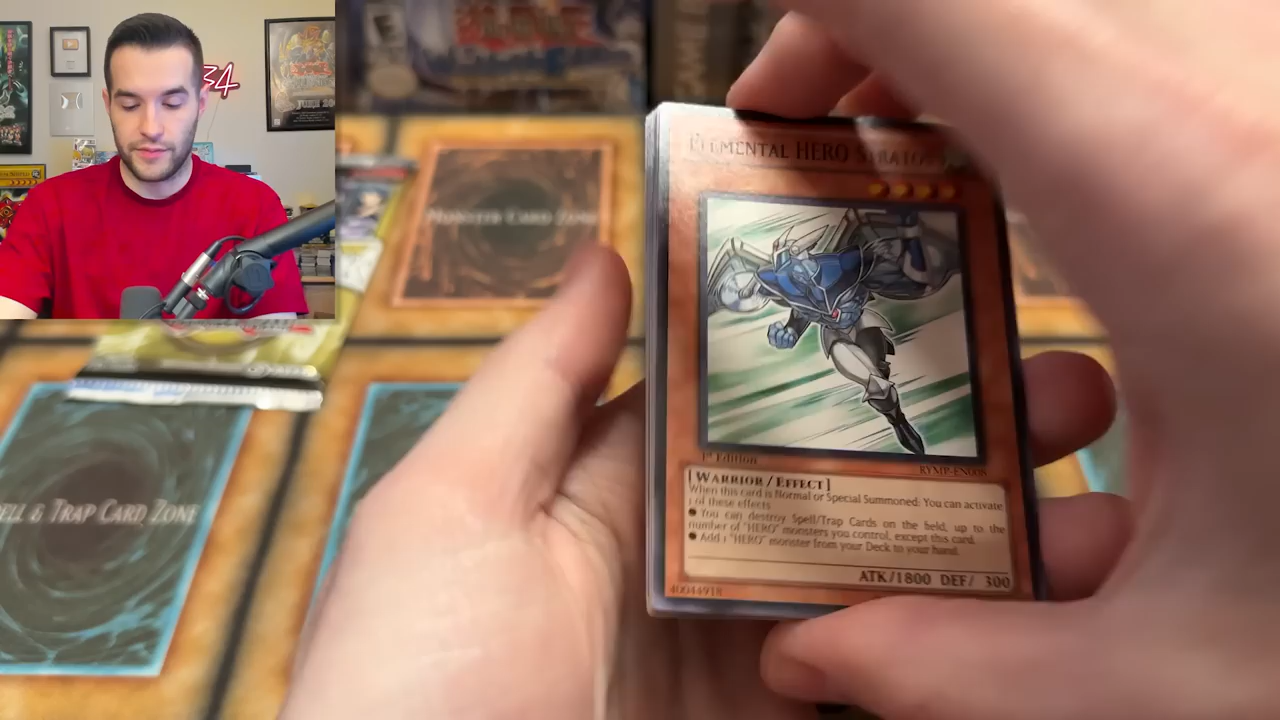 34
MONSTER CARD ZONE
ELEMENTAL HERO STRATO
1st Edition
RYMP-EN008
[WARRIOR / EFFECT]
When this card is Normal or Special Summoned: You can activate
1 of these effects
● You can destroy Spell/Trap Cards on the field, up to the
number of "HERO" monsters you control, except this card.
● Add 1 "HERO" monster from your Deck to your hand.
ATK/1800 DEF/ 300
40044918
ELL & TRAP CARD ZONE